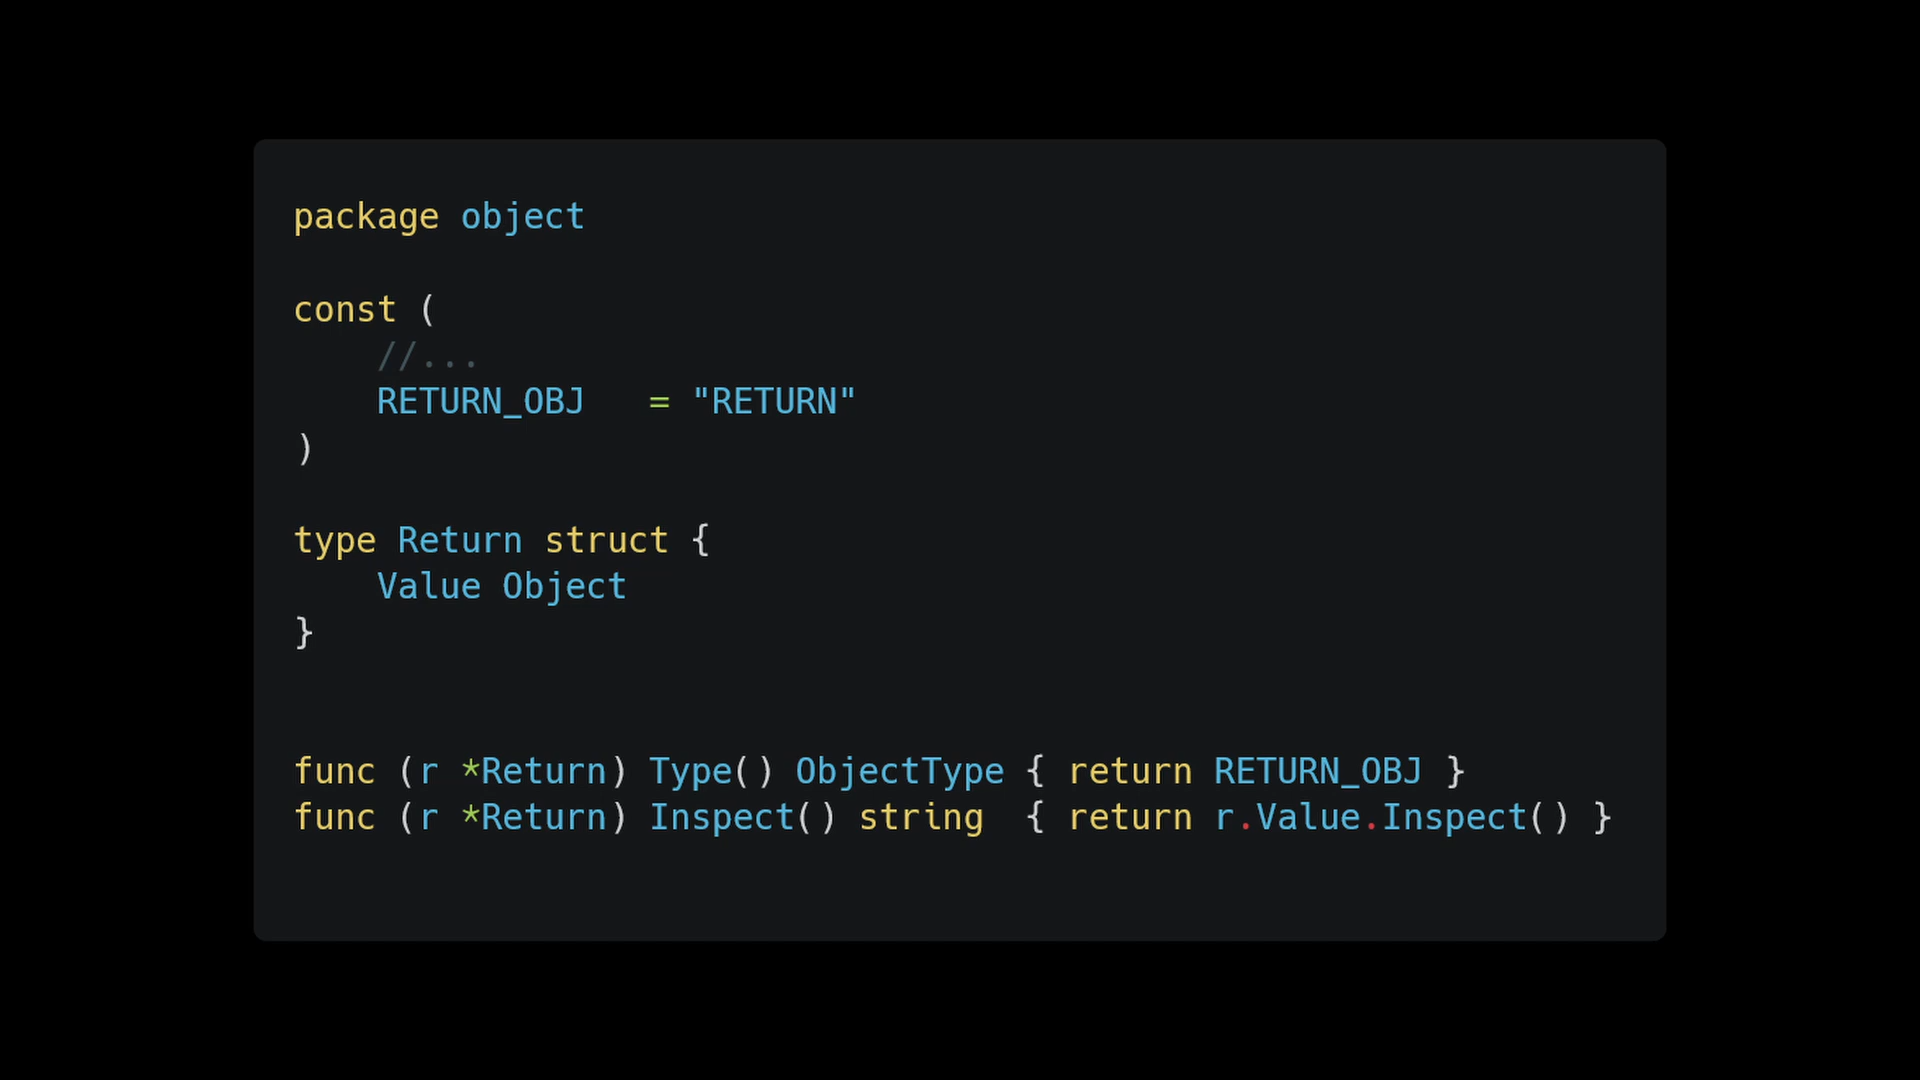 package object
const (
    //...
    RETURN_OBJ   = "RETURN"
)
type Return struct {
    Value Object
}
func (r *Return) Type() ObjectType { return RETURN_OBJ }
func (r *Return) Inspect() string  { return r.Value.Inspect() }